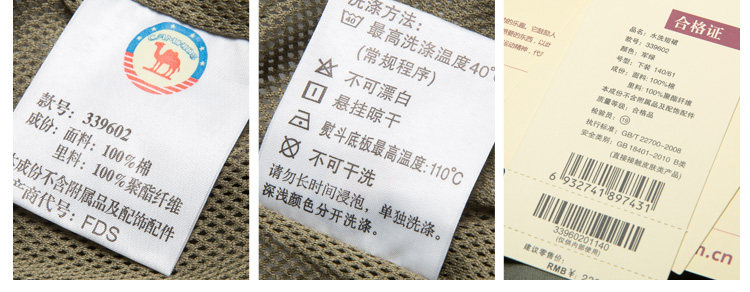 款号：339602
成份：面料：100%棉
里料：100%聚酯纤维
成份不含附属品及配饰配件
产商代号：FDS
洗涤方法：
最高洗涤温度40℃
(常规程序)
不可漂白
悬挂晾干
熨斗底板最高温度：110℃
不可干洗
请勿长时间浸泡，单独洗涤。
深浅颜色分开洗涤。
合格证
品名：水洗短裙
款号：339602
颜色：军绿
号型：下装 140/61
成份：面料：100%棉
里料：100%聚酯纤维
本成份不含附属品及配饰配件
质量等级：合格品
检验员：19
执行标准：GB/T 22700-2008
安全类别：GB 18401-2010 B类
(直接接触皮肤类产品)
6 932741 897431
33960201140
(仅供内部使用)
建议零售价：
RMB ¥